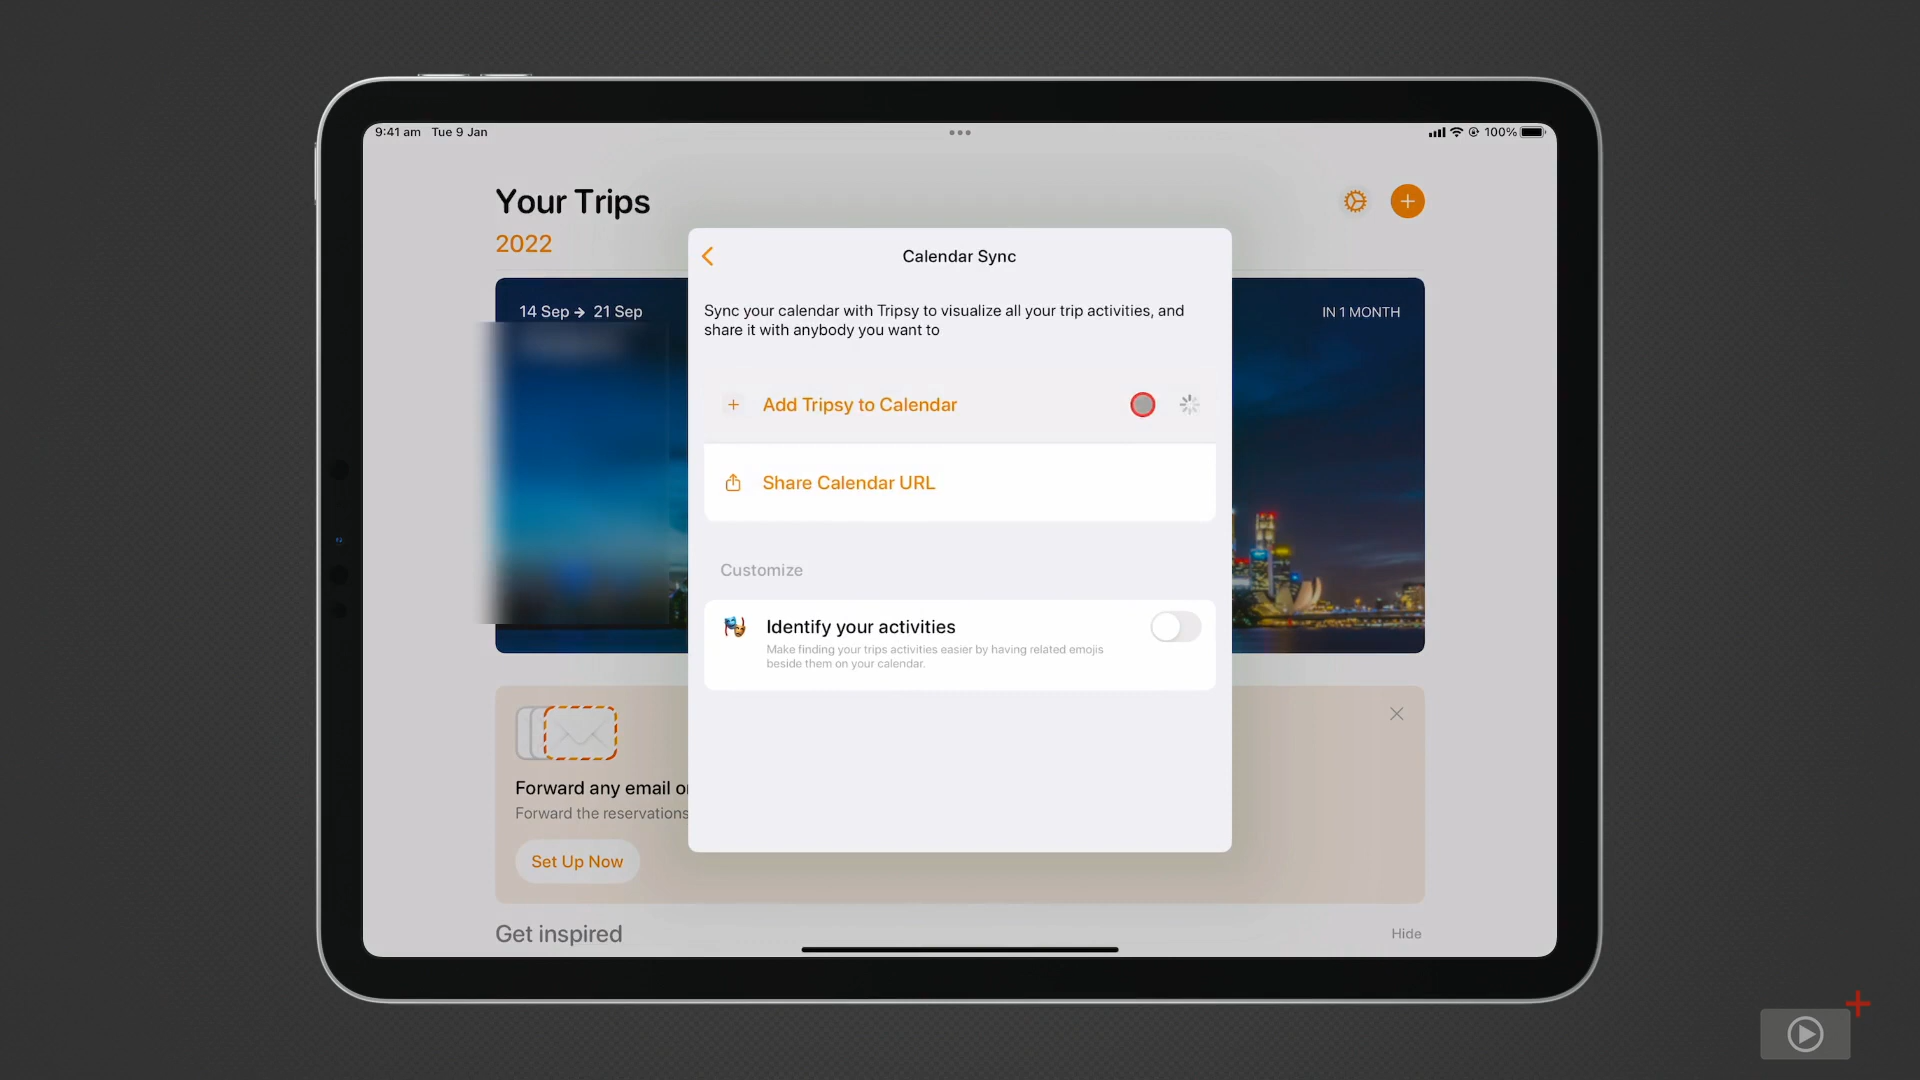 9:41 am Tue 9 Jan
100%
Your Trips
2022
14 Sep → 21 Sep
IN 1 MONTH
Calendar Sync
Sync your calendar with Tripsy to visualize all your trip activities, and
share it with anybody you want to
Add Tripsy to Calendar
Share Calendar URL
Customize
Identify your activities
Make finding your trips activities easier by having related emojis
beside them on your calendar.
Forward any email o
Forward the reservations
Set Up Now
Get inspired
Hide